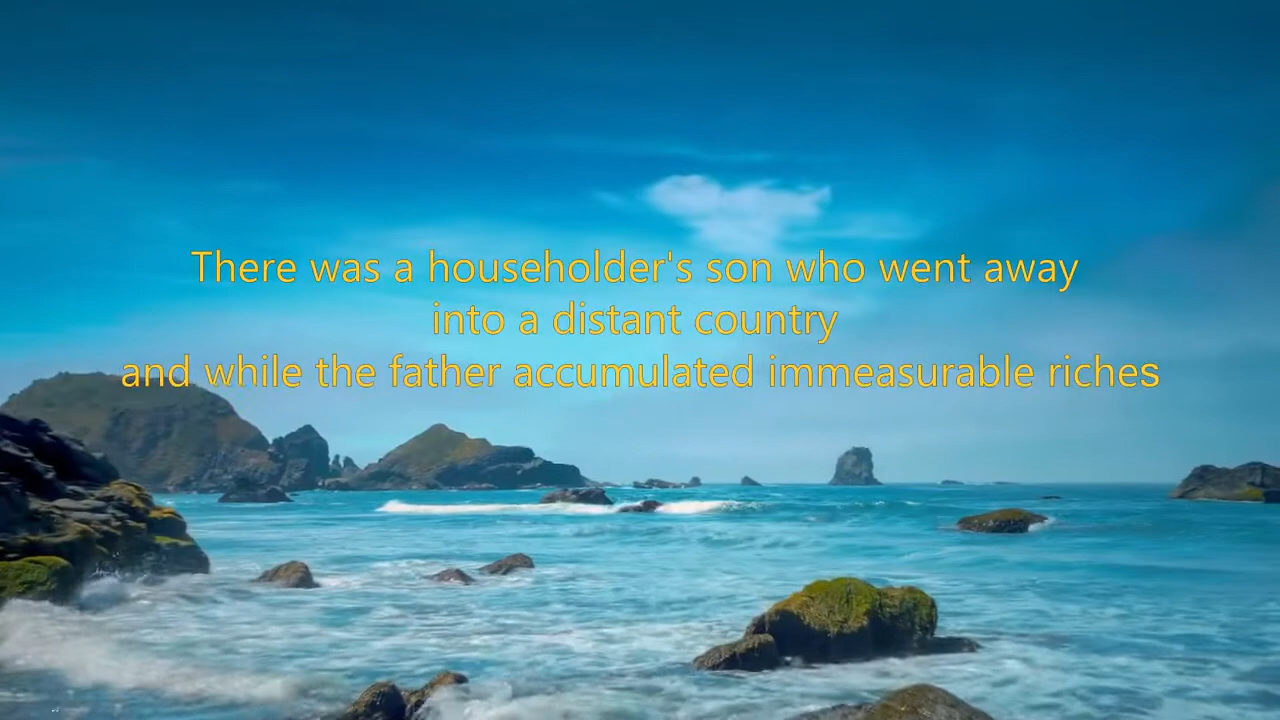 There was a householder's son who went away
into a distant country
and while the father accumulated immeasurable riches